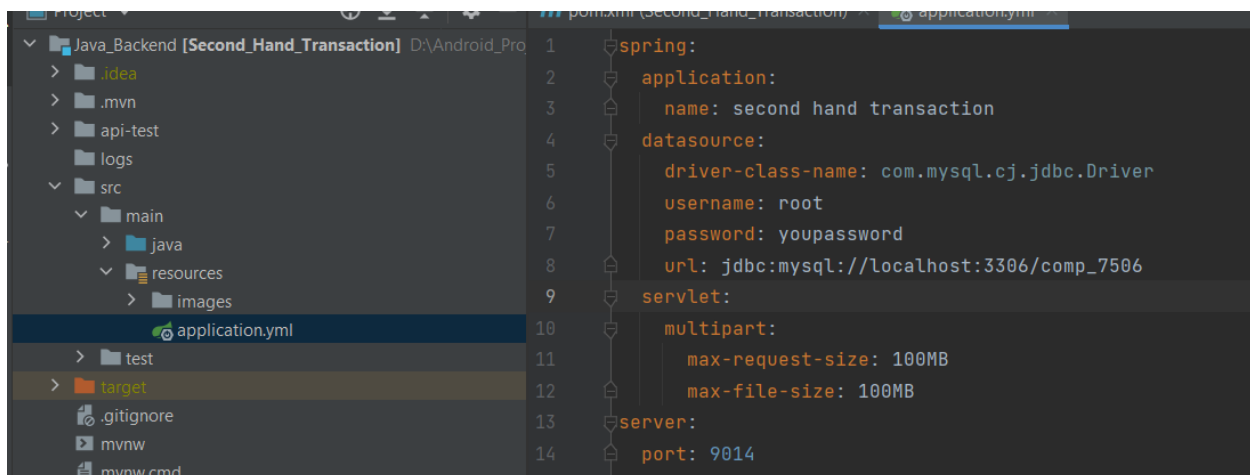 Project
pom.xml (Second_Hand_Transaction)
application.yml
Java_Backend [Second_Hand_Transaction] D:\Android_Pro
.idea
.mvn
api-test
logs
src
main
java
resources
images
application.yml
test
target
.gitignore
mvnw
mvnw.cmd
1 spring:
2 application:
3 name: second hand transaction
4 datasource:
5 driver-class-name: com.mysql.cj.jdbc.Driver
6 username: root
7 password: youpassword
8 url: jdbc:mysql://localhost:3306/comp_7506
9 servlet:
10 multipart:
11 max-request-size: 100MB
12 max-file-size: 100MB
13 server:
14 port: 9014